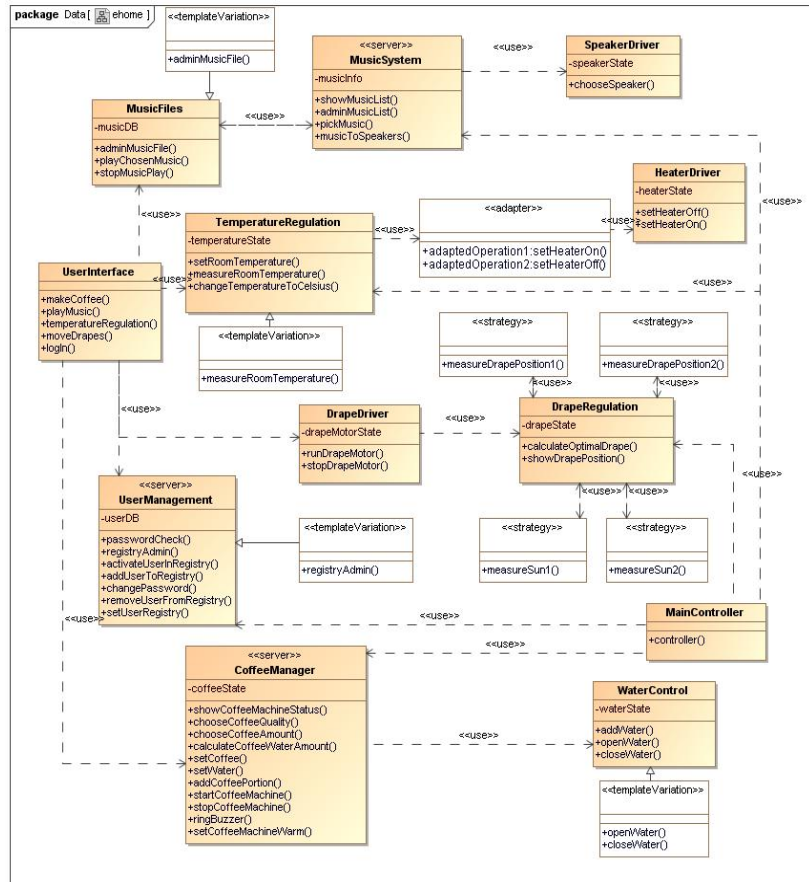 package Data [ ehome ]
<<templateVariation>>
+adminMusicFile()
<<server>>
MusicSystem
-musicInfo
+showMusicList()
+adminMusicList()
+pickMusic()
+musicToSpeakers()
<<use>>
SpeakerDriver
-speakerState
+chooseSpeaker()
MusicFiles
-musicDB
+adminMusicFile()
+playChosenMusic()
+stopMusicPlay()
<<use>>
<<use>>
<<use>>
TemperatureRegulation
-temperatureState
+setRoomTemperature()
+measureRoomTemperature()
+changeTemperatureToCelsius()
<<use>>
<<adapter>>
+adaptedOperation1:setHeaterOn()
+adaptedOperation2:setHeaterOff()
<<use>>
HeaterDriver
-heaterState
+setHeaterOff()
+setHeaterOn()
UserInterface
+makeCoffee()
+playMusic()
+temperatureRegulation()
+moveDrapes()
+logIn()
<<use>>
<<templateVariation>>
+measureRoomTemperature()
<<strategy>>
+measureDrapePosition1()
<<strategy>>
+measureDrapePosition2()
<<use>>
<<use>>
<<use>>
DrapeDriver
-drapeMotorState
+runDrapeMotor()
+stopDrapeMotor()
<<use>>
DrapeRegulation
-drapeState
+calculateOptimalDrape()
+showDrapePosition()
<<use>>
<<use>>
<<use>>
<<server>>
UserManagement
-userDB
+passwordCheck()
+registryAdmin()
+activateUserInRegistry()
+addUserToRegistry()
+changePassword()
+removeUserFromRegistry()
+setUserRegistry()
<<templateVariation>>
+registryAdmin()
<<strategy>>
+measureSun1()
<<strategy>>
+measureSun2()
<<use>>
<<use>>
<<use>>
MainController
+controller()
<<server>>
CoffeeManager
-coffeeState
+showCoffeeMachineStatus()
+chooseCoffeeQuality()
+chooseCoffeeAmount()
+calculateCoffeeWaterAmount()
+setCoffee()
+setWater()
+addCoffeePortion()
+startCoffeeMachine()
+stopCoffeeMachine()
+ringBuzzer()
+setCoffeeMachineWarm()
<<use>>
WaterControl
-waterState
+addWater()
+openWater()
+closeWater()
<<templateVariation>>
+openWater()
+closeWater()